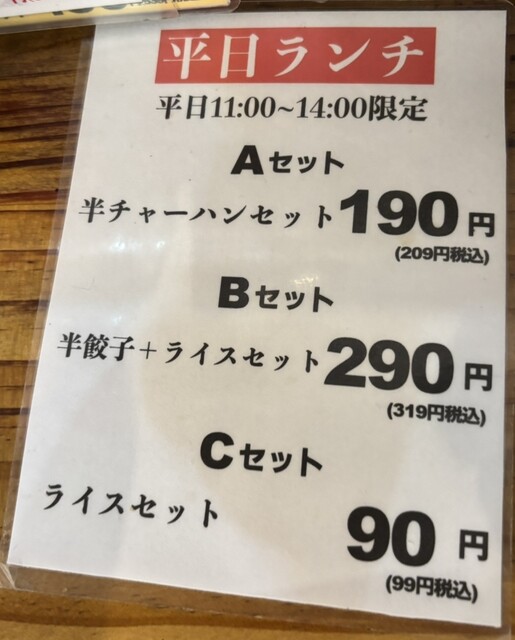 平日ランチ
平日11:00~14:00限定
Aセット
半チャーハンセット190円
(209円税込)
Bセット
半餃子+ライスセット290円
(319円税込)
Cセット
ライスセット 90円
(99円税込)